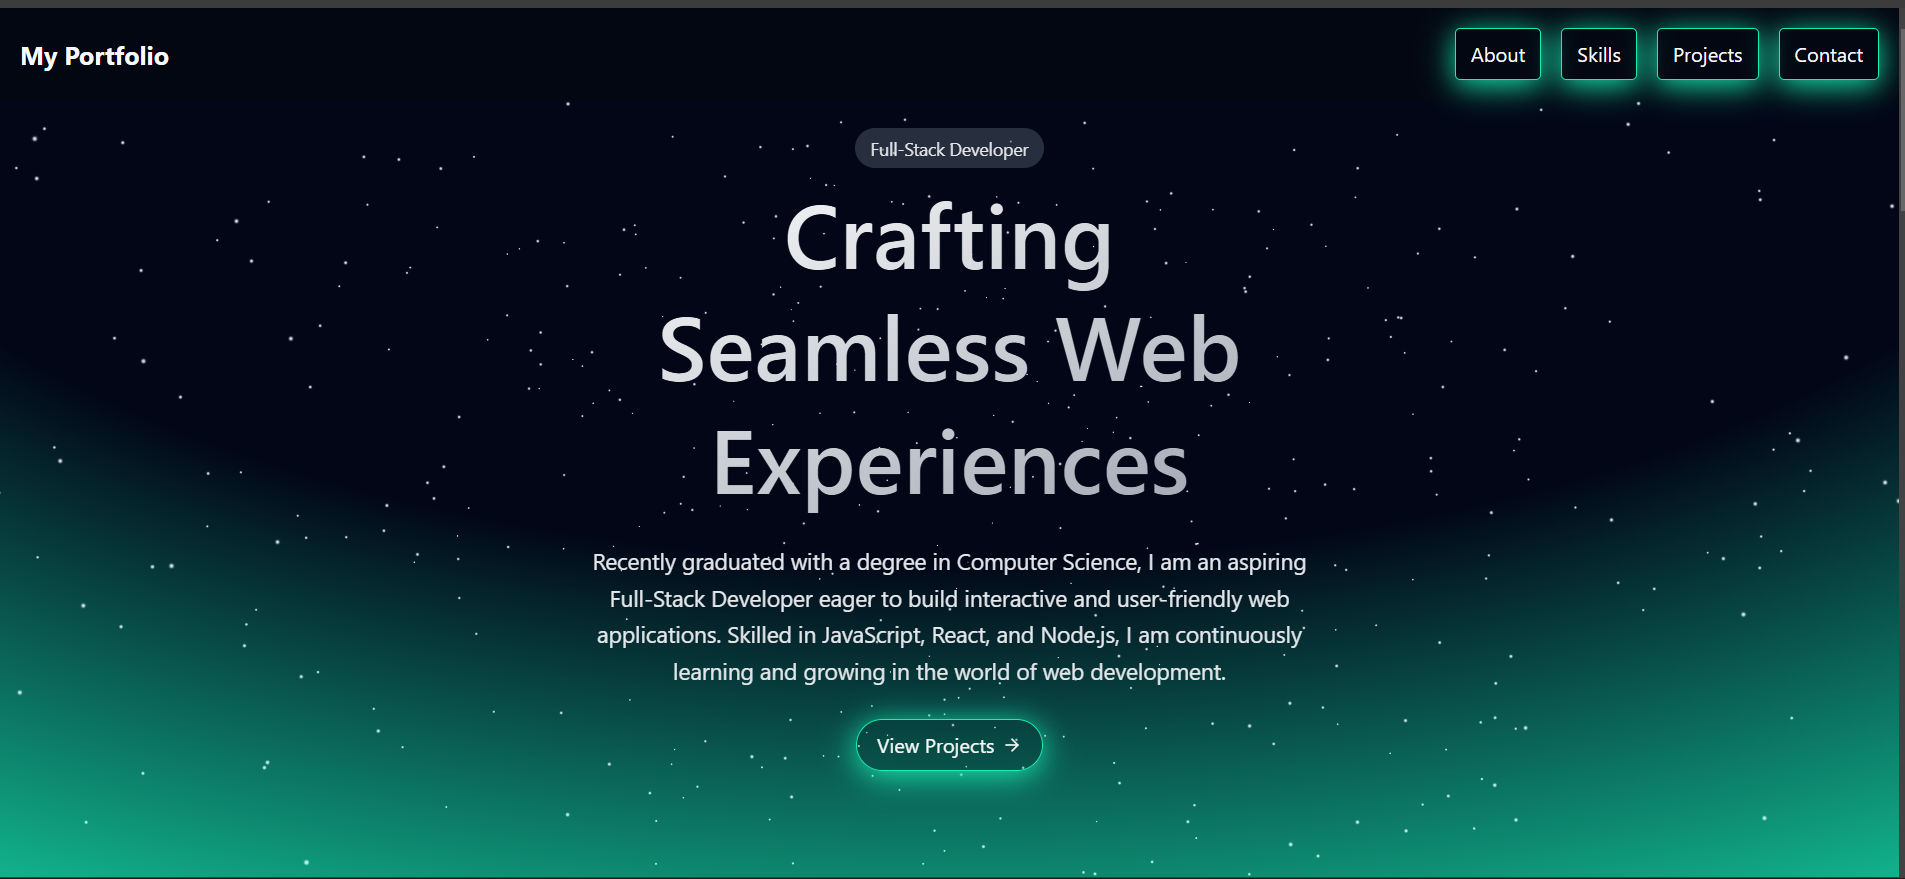 My Portfolio
About
Skills
Projects
Contact
Full-Stack Developer
Crafting
Seamless Web
Experiences
Recently graduated with a degree in Computer Science, I am an aspiring
Full-Stack Developer eager to build interactive and user-friendly web
applications. Skilled in JavaScript, React, and Node.js, I am continuously
learning and growing in the world of web development.
View Projects →